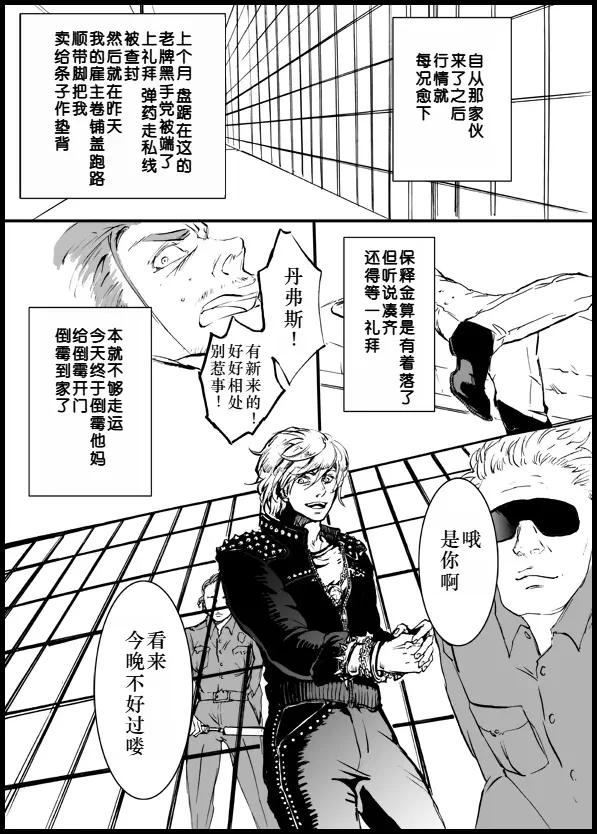 自从那家伙
来了之后
行情就
每况愈下
上个月 盘踞在这的
老牌黑手党被端了
上礼拜 弹药走私线
被查封
然后就在昨天
我的雇主卷铺盖跑路
顺带脚把我
卖给条子作垫背
保释金算是有着落了
但听说凑齐
还得等一礼拜
丹弗斯！
有新来的！
好好相处
别惹事！
本就不够走运
今天终于倒霉他妈
给倒霉开门
倒霉到家了
哦
是你啊
看来
今晚不好过喽